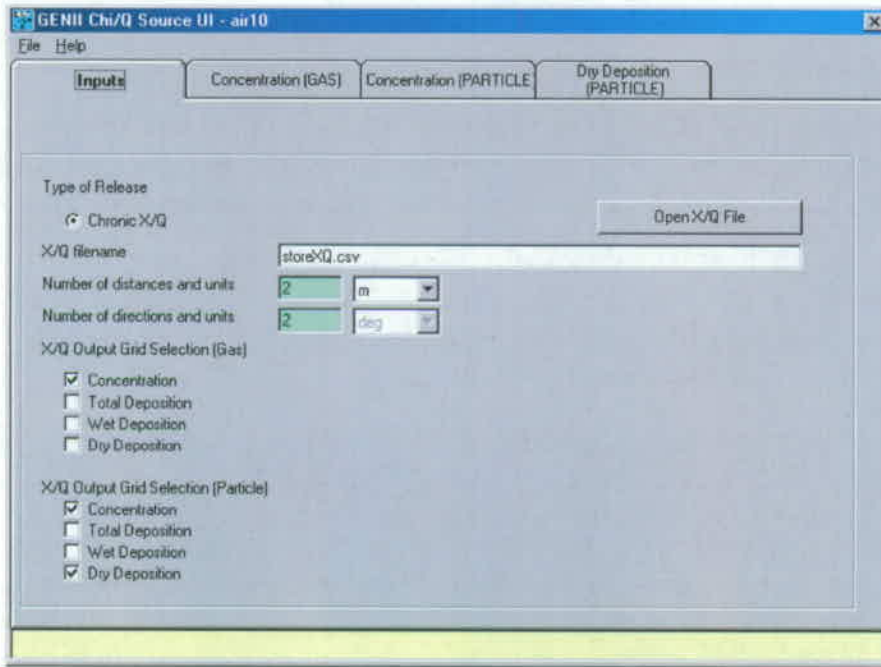 GENII Chi/Q Source UI - air10
File Help
Inputs
Concentration (GAS)
Concentration (PARTICLE
Dry Deposition
(PARTICLE)
Type of Release
Chronic X/Q
Open X/Q File
X/Q filename
storeXQ.csv
Number of distances and units
2
m
Number of directions and units
2
deg
X/Q Output Grid Selection (Gas)
Concentration
Total Deposition
Wet Deposition
Dry Deposition
X/Q Output Grid Selection (Particle)
Concentration
Total Deposition
Wet Deposition
Dry Deposition